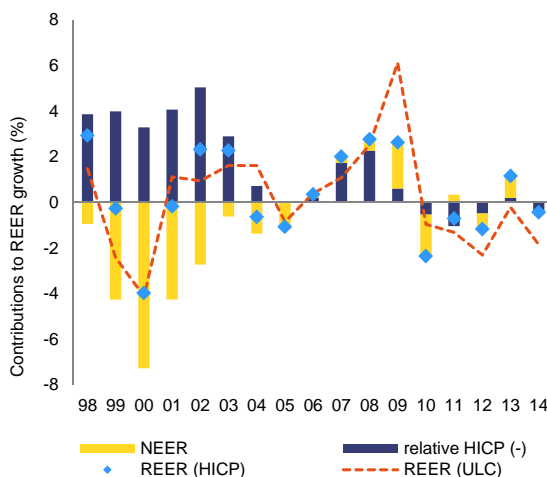 Contributions to REER growth (%)
8
6
4
2
0
-2
-4
-6
-8
98 99 00 01 02 03 04 05 06 07 08 09 10 11 12 13 14
NEER relative HICP (-)
REER (HICP) REER (ULC)